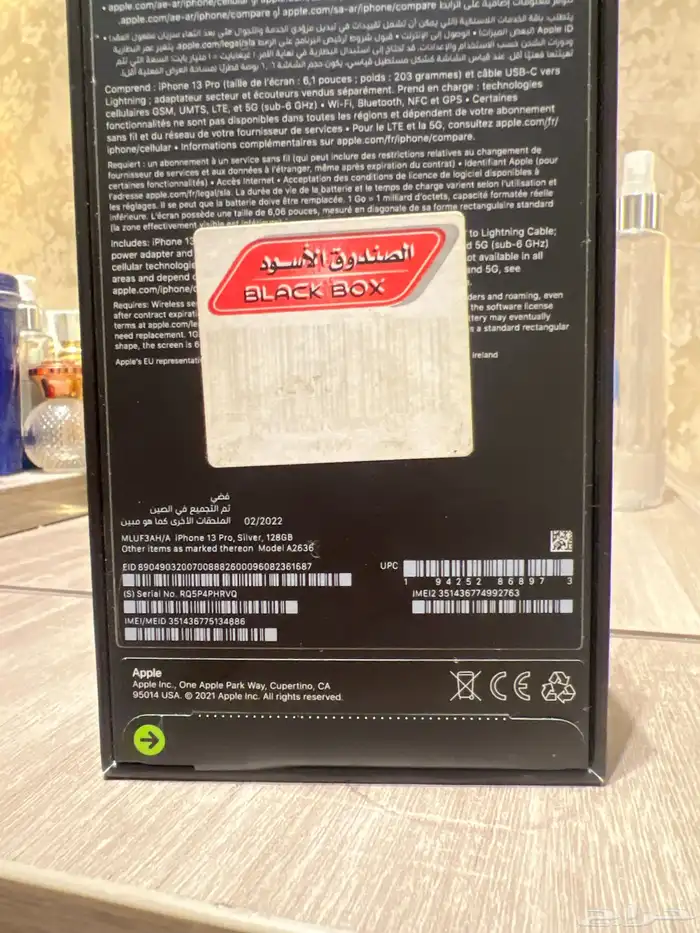 apple.com/sa-ar/iphone/compare أو apple.com/ae-ar/iphone/compare.
Comprend : iPhone 13 Pro (taille de l'écran : 6,1 pouces ; poids : 203 grammes) et câble USB-C vers
Lightning ; adaptateur secteur et écouteurs vendus séparément. Prend en charge : technologies
cellulaires GSM, UMTS, LTE, et 5G (sub-6 GHz) • Wi-Fi, Bluetooth, NFC et GPS • Certaines
fonctionnalités ne sont pas disponibles dans toutes les régions et dépendent de votre abonnement
sans fil et du réseau de votre fournisseur de services • Pour le LTE et la 5G, consultez apple.com/fr/
iphone/cellular • Informations complémentaires sur apple.com/fr/iphone/compare.
Requiert : un abonnement à un service sans fil (qui peut inclure des restrictions relatives au changement de
fournisseur de services et aux données à l'étranger, même après expiration du contrat) • Identifiant Apple (pour
certaines fonctionnalités) • Accès Internet • Acceptation des conditions de licence de logiciel disponibles à
l'adresse apple.com/fr/legal/sla. La durée de vie de la batterie et le temps de charge varient selon l'utilisation et
les réglages. Il se peut que la batterie doive être remplacée. 1 Go = 1 milliard d'octets, capacité formatée réelle
inférieure. L'écran possède une taille de 6,06 pouces, mesuré en diagonale de sa forme rectangulaire standard
(la zone effectivement
Includes: iPhone 13
to Lightning Cable;
power adapter and
5G (sub-6 GHz)
cellular technologie
not available in all
areas and depend
and 5G, see
apple.com/iphone/
Requires: Wireless se
and roaming, even
after contract expirat
the software license
terms at apple.com/le
may eventually
need replacement. 1G
s a standard rectangular
shape, the screen is 6
Apple's EU representati
Ireland
الصندوق الأسود
BLACK BOX
فضي
تم التجميع في الصين
الملحقات الأخرى كما هو مبين 02/2022
MLUF3AH/A iPhone 13 Pro, Silver, 128GB
Other items as marked thereon Model A2636
EID 89049032007008882600096082361687
UPC
1 94252 86897 3
(S) Serial No. RQ5P4PHRVQ
IMEI2 351436774992763
IMEI/MEID 351436775134886
Apple
Apple Inc., One Apple Park Way, Cupertino, CA
95014 USA. © 2021 Apple Inc. All rights reserved.
حراج